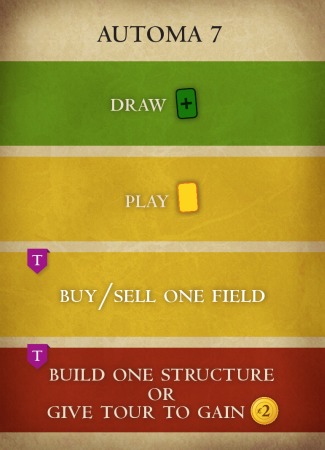 AUTOMA 7
DRAW +
PLAY
T
BUY/SELL ONE FIELD
T
BUILD ONE STRUCTURE
OR
GIVE TOUR TO GAIN £2